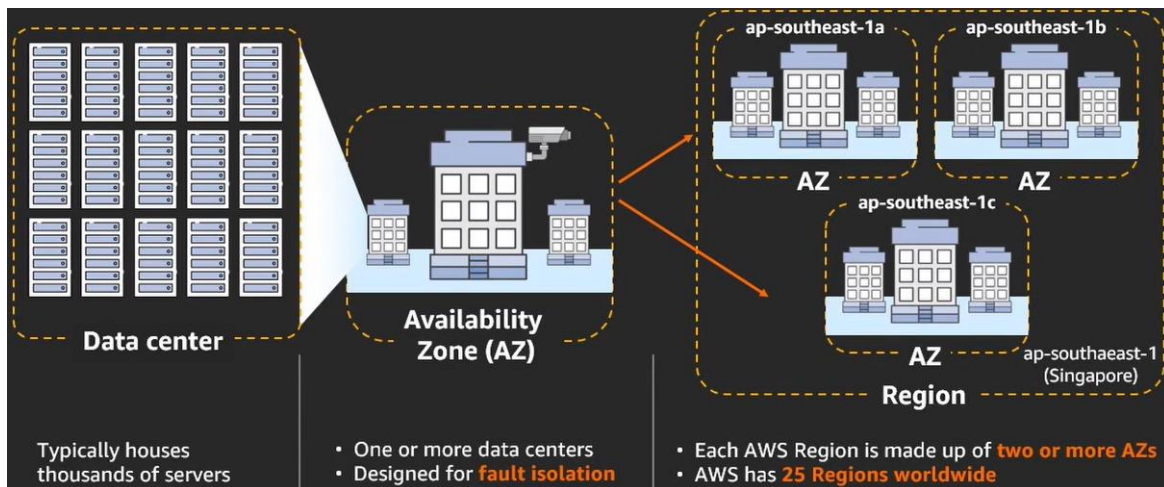 Data center
Typically houses
thousands of servers
Availability
Zone (AZ)
• One or more data centers
• Designed for fault isolation
ap-southeast-1a
AZ
ap-southeast-1b
AZ
ap-southeast-1c
AZ
ap-southaeast-1
(Singapore)
Region
• Each AWS Region is made up of two or more AZs
• AWS has 25 Regions worldwide